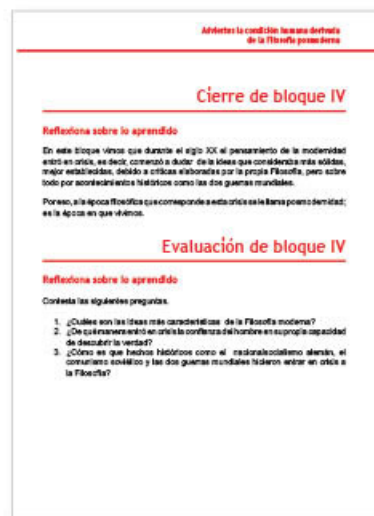 Adviertes la condición humana derivada
de la Filosofía posmoderna
Cierre de bloque IV
Reflexiona sobre lo aprendido
En este bloque vimos que durante el siglo XX el pensamiento de la modernidad
entró en crisis, es decir, comenzó a dudar de la ideas que consideraba más sólidas,
mejor establecidas, debido a críticas elaboradas por la propia Filosofía, pero sobre
todo por acontecimientos históricos como las dos guerras mundiales.
Por eso, a la época filosófica que corresponde a esta crisis se le llama posmodernidad;
es la época en que vivimos.
Evaluación de bloque IV
Reflexiona sobre lo aprendido
Contesta las siguientes preguntas.
1. ¿Cuáles son las ideas más características de la Filosofía moderna?
2. ¿De qué manera entró en crisis la confianza del hombre en su propia capacidad
de descubrir la verdad?
3. ¿Cómo es que hechos históricos como el nacionalsocialismo alemán, el
comunismo soviético y las dos guerras mundiales hicieron entrar en crisis a
la Filosofía?